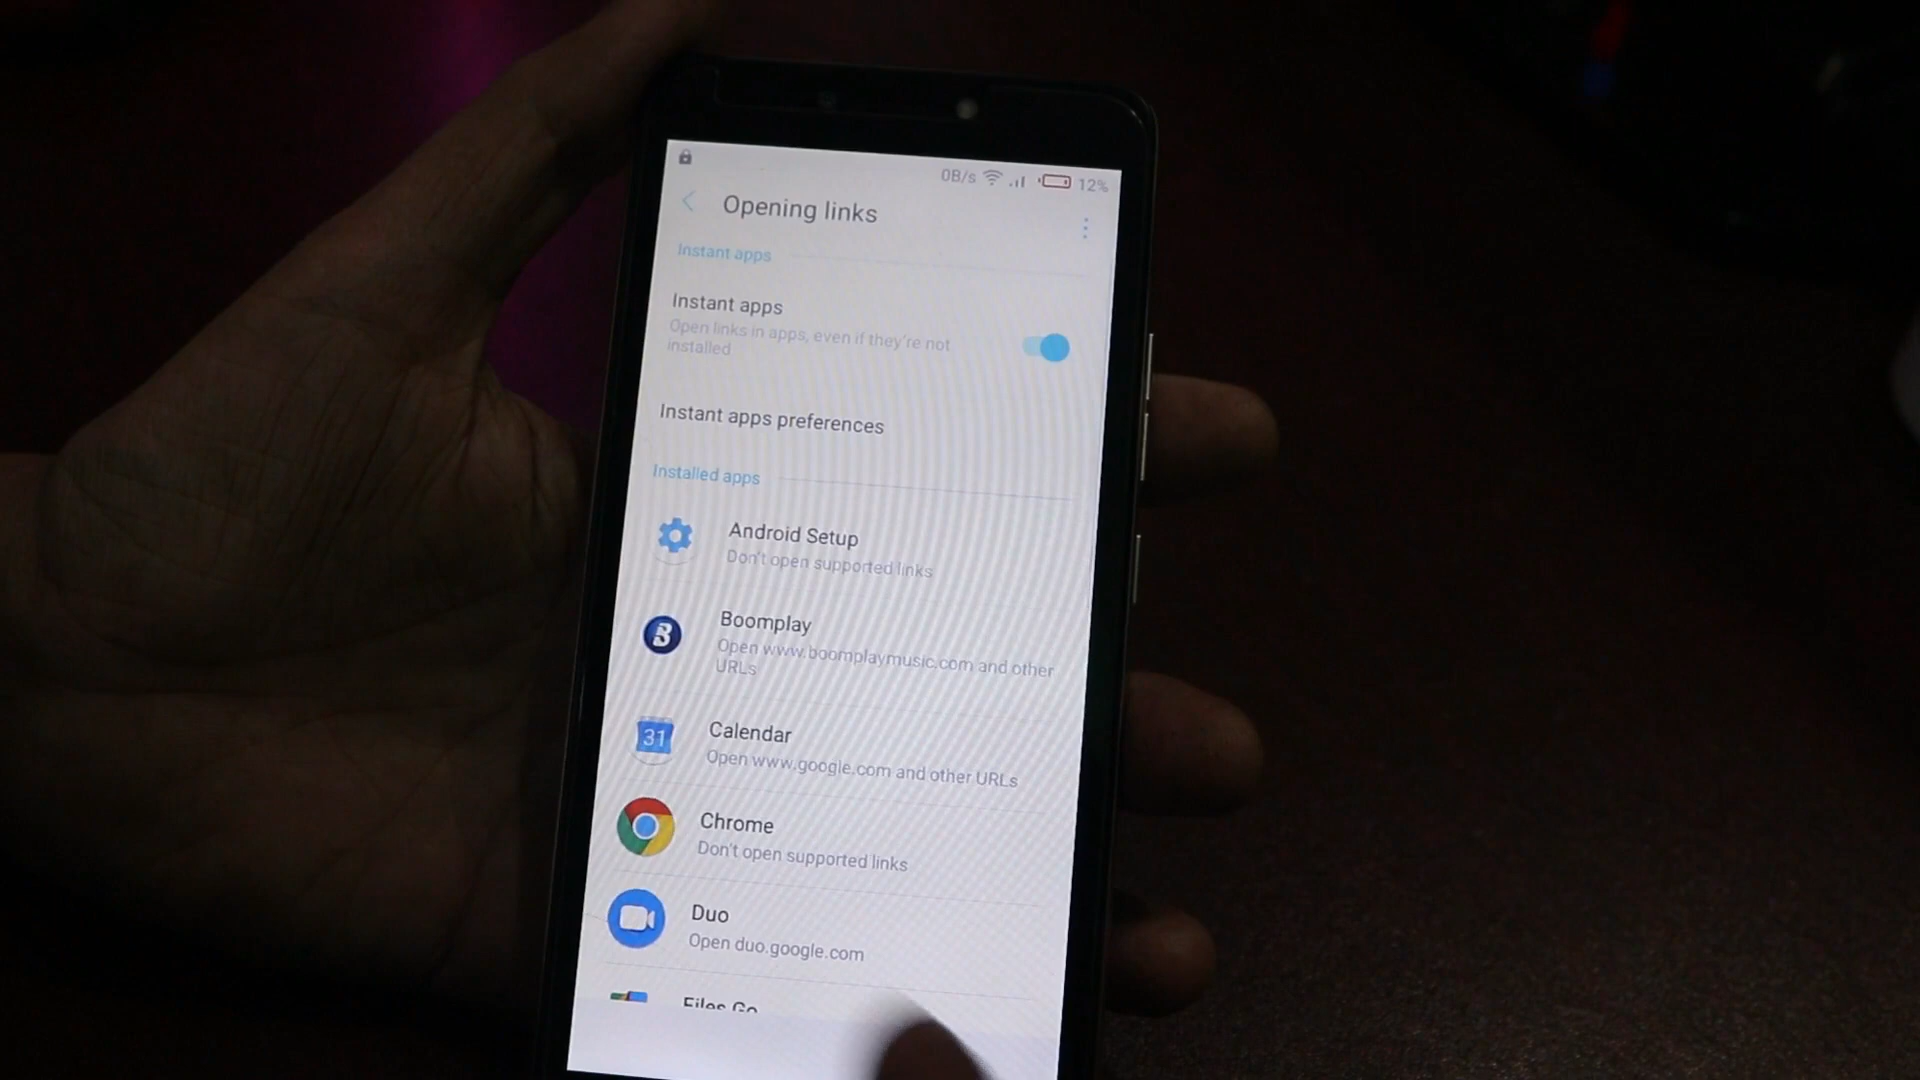 0B/s 12%
Opening links
Instant apps
Instant apps
Open links in apps, even if they're not
installed
Instant apps preferences
Installed apps
Android Setup
Don't open supported links
B
Boomplay
Open www.boomplaymusic.com and other
URLs
31
Calendar
Open www.google.com and other URLs
Chrome
Don't open supported links
Duo
Open duo.google.com
Files Go